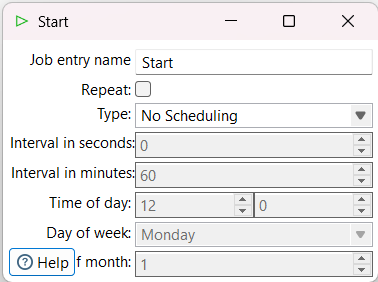 Start
Job entry name Start
Repeat:
Type: No Scheduling
Interval in seconds: 0
Interval in minutes: 60
Time of day: 12 0
Day of week: Monday
Help f month: 1